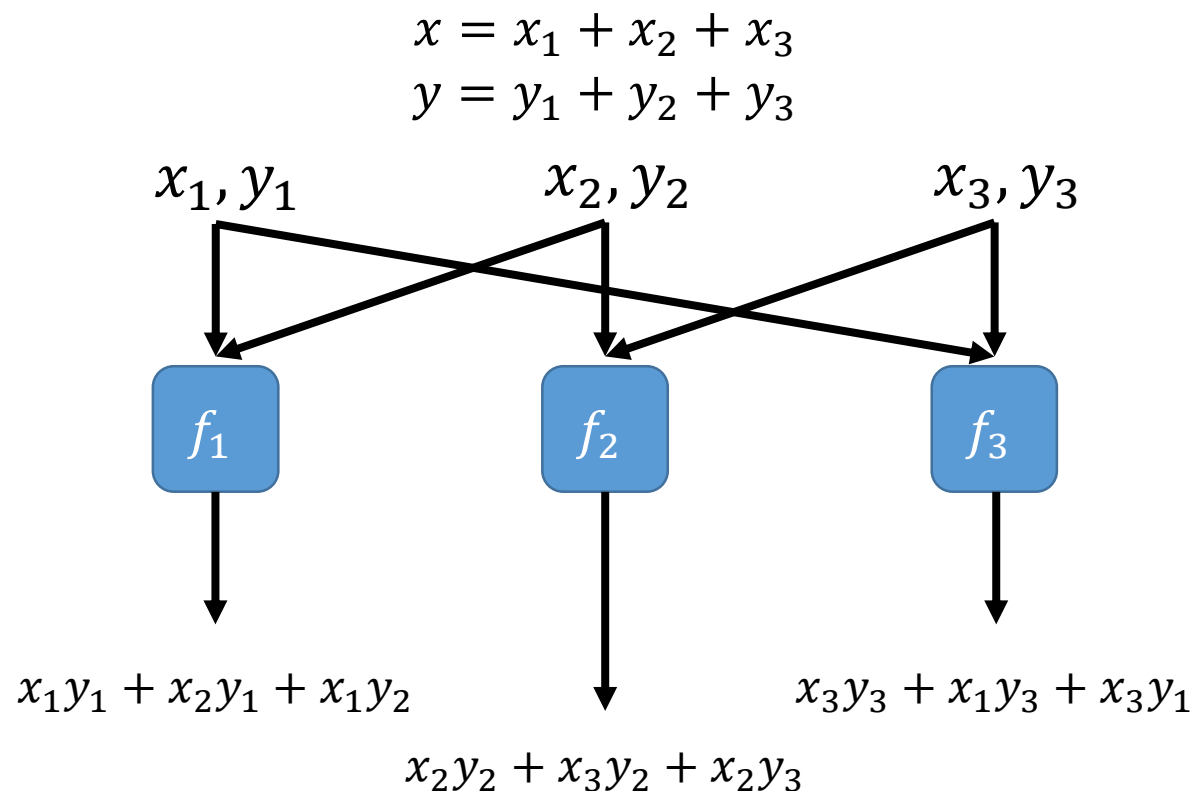 x = x₁ + x₂ + x₃
y = y₁ + y₂ + y₃
x₁, y₁
x₂, y₂
x₃, y₃
f₁
f₂
f₃
x₁y₁ + x₂y₁ + x₁y₂
x₃y₃ + x₁y₃ + x₃y₁
x₂y₂ + x₃y₂ + x₂y₃